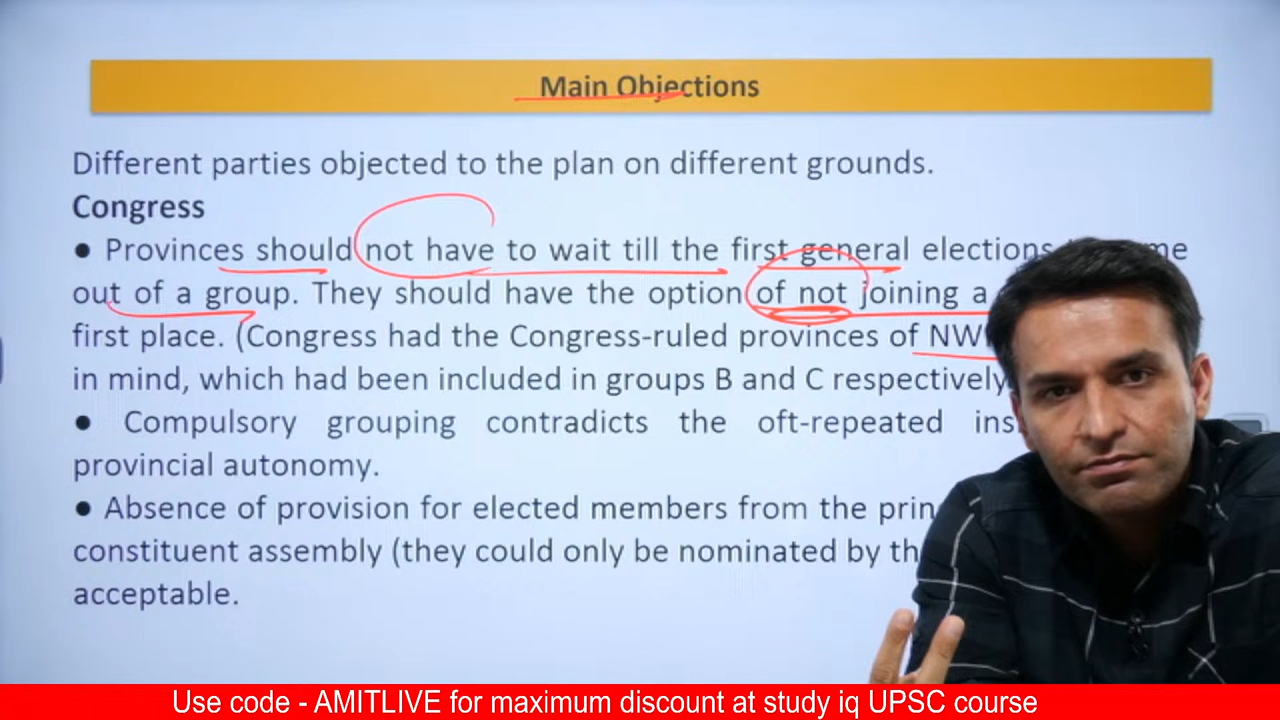 Main Objections
Different parties objected to the plan on different grounds.
Congress
● Provinces should not have to wait till the first general elections
out of a group. They should have the option of not joining a
first place. (Congress had the Congress-ruled provinces of
in mind, which had been included in groups B and C respectively
● Compulsory grouping contradicts the oft-repeated
provincial autonomy.
● Absence of provision for elected members from the
constituent assembly (they could only be nominated by
acceptable.
Use code - AMITLIVE for maximum discount at study iq UPSC course